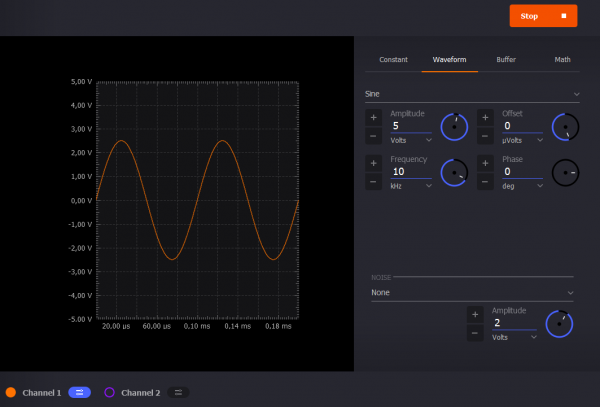 Stop
Constant Waveform Buffer Math
Sine
Amplitude Offset
+ 5 + 0
− Volts − µVolts
Frequency Phase
+ 10 + 0
− kHz − deg
5,00 V
4,00 V
3,00 V
2,00 V
1,00 V
0,00 V
-1,00 V
-2,00 V
-3,00 V
-4,00 V
-5.00 V
20,00 µs 60,00 µs 0.10 ms 0.14 ms 0.18 ms
NOISE
None
Amplitude
+ 2
− Volts
Channel 1 Channel 2